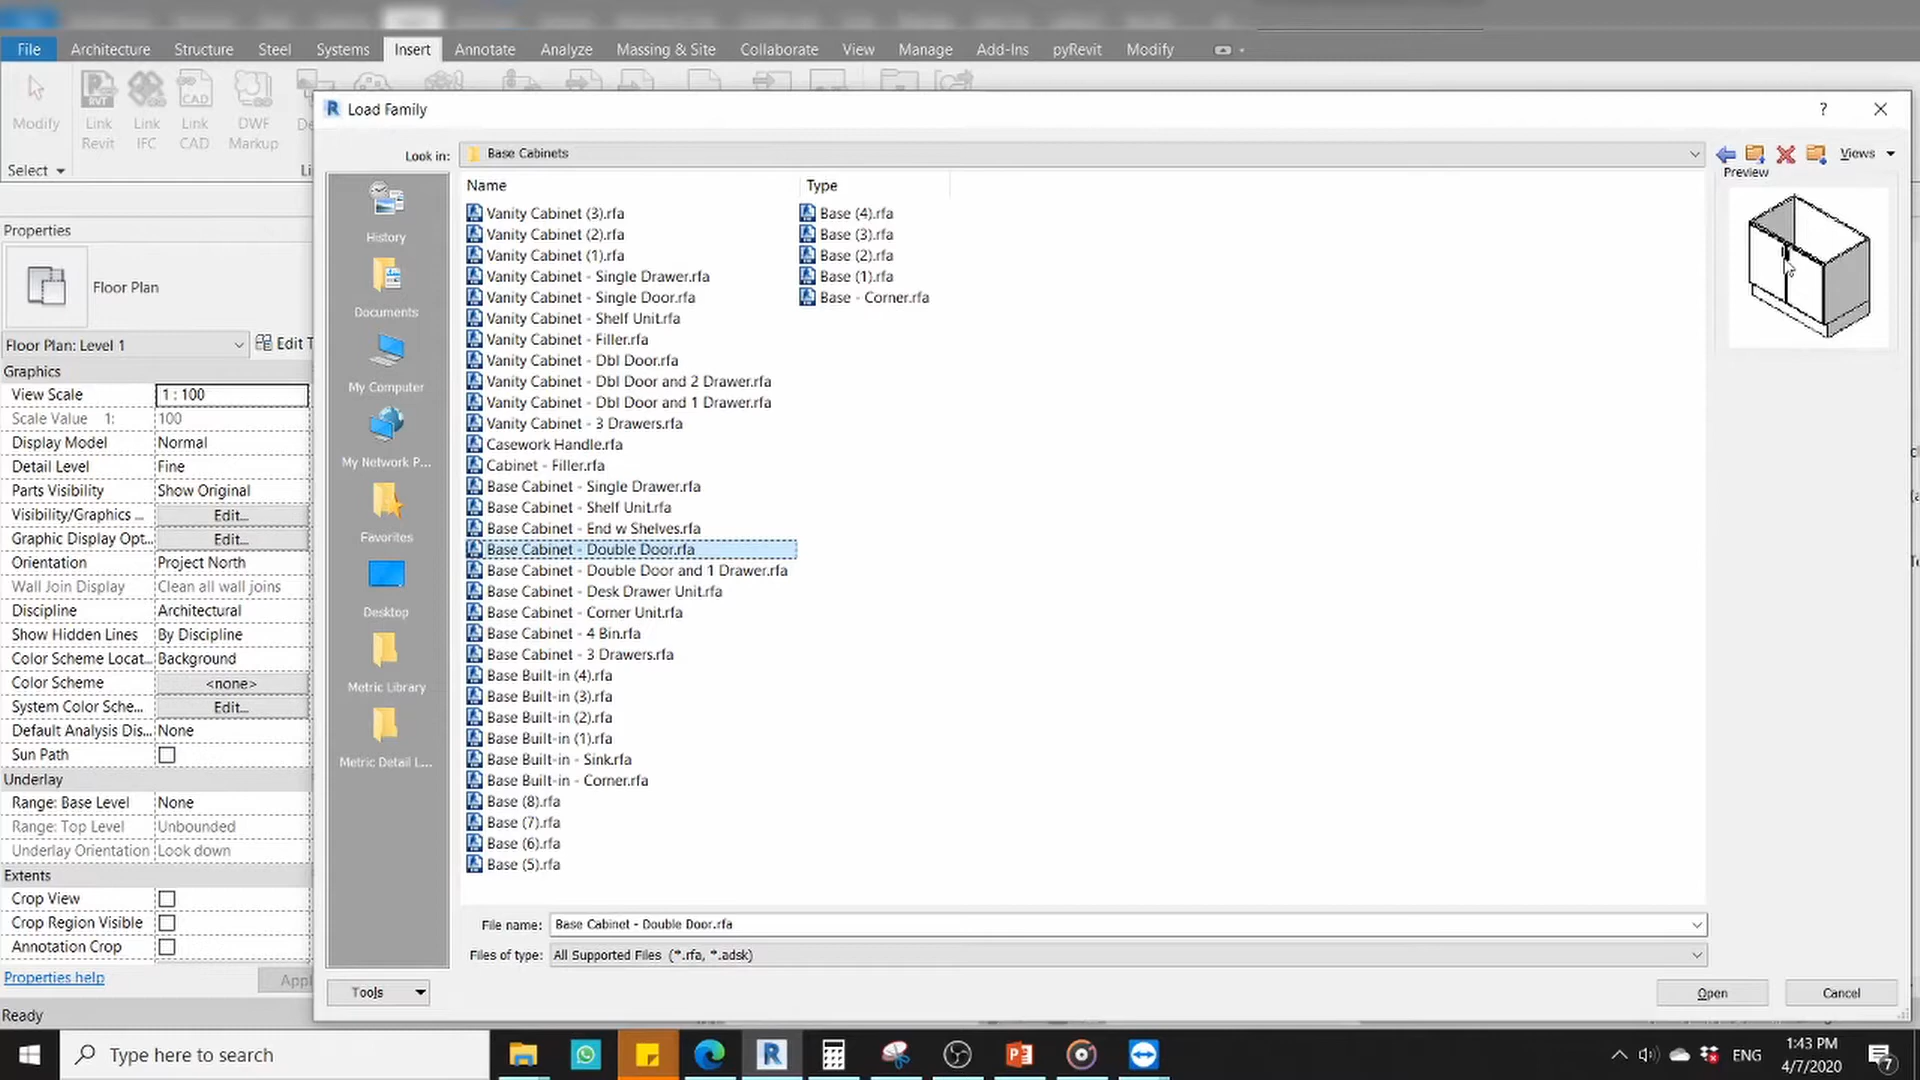 File Architecture Structure Steel Systems Insert Annotate Analyze Massing & Site Collaborate View Manage Add-Ins pyRevit Modify
Modify
Link Revit
Link IFC
Link CAD
DWF Markup
Select
Load Family
Look in: Base Cabinets
Views
Preview
History
Documents
My Computer
My Network P...
Favorites
Desktop
Metric Library
Metric Detail L...
Name Type
Vanity Cabinet (3).rfa
Vanity Cabinet (2).rfa
Vanity Cabinet (1).rfa
Vanity Cabinet - Single Drawer.rfa
Vanity Cabinet - Single Door.rfa
Vanity Cabinet - Shelf Unit.rfa
Vanity Cabinet - Filler.rfa
Vanity Cabinet - Dbl Door.rfa
Vanity Cabinet - Dbl Door and 2 Drawer.rfa
Vanity Cabinet - Dbl Door and 1 Drawer.rfa
Vanity Cabinet - 3 Drawers.rfa
Casework Handle.rfa
Cabinet - Filler.rfa
Base Cabinet - Single Drawer.rfa
Base Cabinet - Shelf Unit.rfa
Base Cabinet - End w Shelves.rfa
Base Cabinet - Double Door.rfa
Base Cabinet - Double Door and 1 Drawer.rfa
Base Cabinet - Desk Drawer Unit.rfa
Base Cabinet - Corner Unit.rfa
Base Cabinet - 4 Bin.rfa
Base Cabinet - 3 Drawers.rfa
Base Built-in (4).rfa
Base Built-in (3).rfa
Base Built-in (2).rfa
Base Built-in (1).rfa
Base Built-in - Sink.rfa
Base Built-in - Corner.rfa
Base (8).rfa
Base (7).rfa
Base (6).rfa
Base (5).rfa
Base (4).rfa
Base (3).rfa
Base (2).rfa
Base (1).rfa
Base - Corner.rfa
File name: Base Cabinet - Double Door.rfa
Files of type: All Supported Files (*.rfa, *.adsk)
Tools
Open
Cancel
Properties
Floor Plan
Floor Plan: Level 1 Edit T
Graphics
View Scale 1 : 100
Scale Value 1: 100
Display Model Normal
Detail Level Fine
Parts Visibility Show Original
Visibility/Graphics ... Edit...
Graphic Display Opt... Edit...
Orientation Project North
Wall Join Display Clean all wall joins
Discipline Architectural
Show Hidden Lines By Discipline
Color Scheme Locat... Background
Color Scheme <none>
System Color Sche... Edit...
Default Analysis Dis... None
Sun Path
Underlay
Range: Base Level None
Range: Top Level Unbounded
Underlay Orientation Look down
Extents
Crop View
Crop Region Visible
Annotation Crop
Properties help
Appl
Ready
Type here to search
ENG
1:43 PM
4/7/2020
7